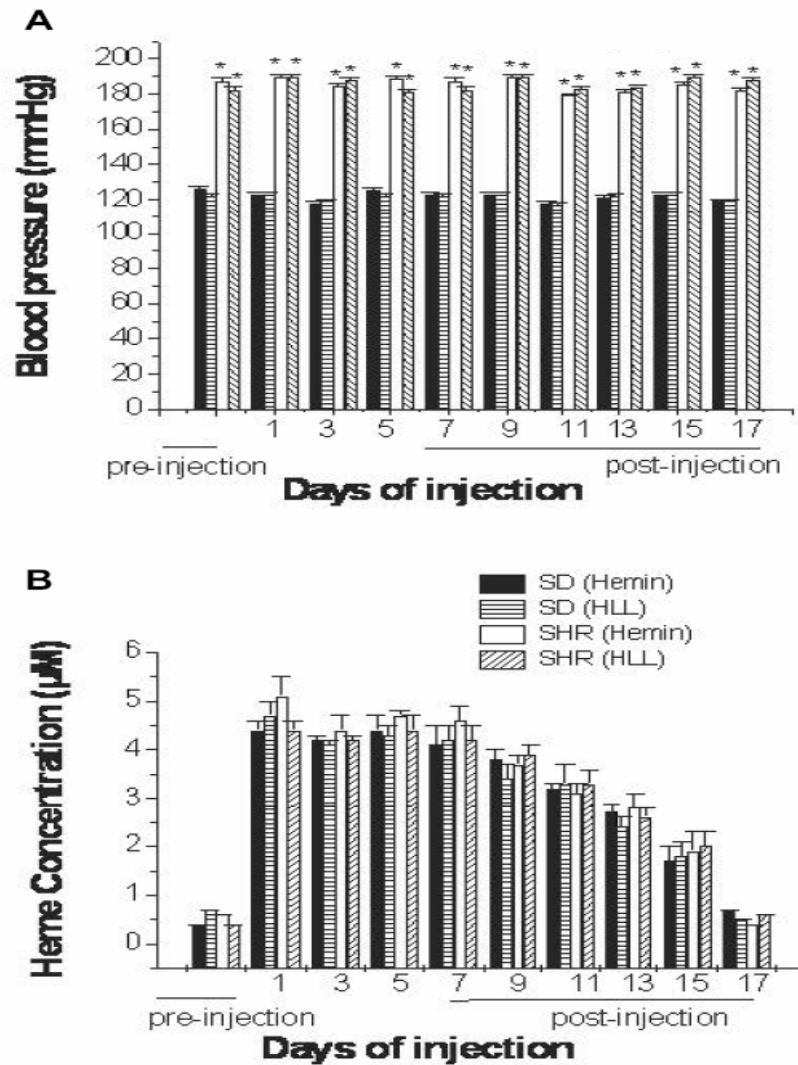 A
Blood pressure (mmHg)
200
180
160
140
120
100
80
60
40
20
0
* * * * * * * * * * * * * * * * * * * *
1 3 5 7 9 11 13 15 17
pre-injection post-injection
Days of injection
B
SD (Hemin)
SD (HLL)
SHR (Hemin)
SHR (HLL)
Heme Concentration (µM)
6
5
4
3
2
1
0
1 3 5 7 9 11 13 15 17
pre-injection post-injection
Days of injection